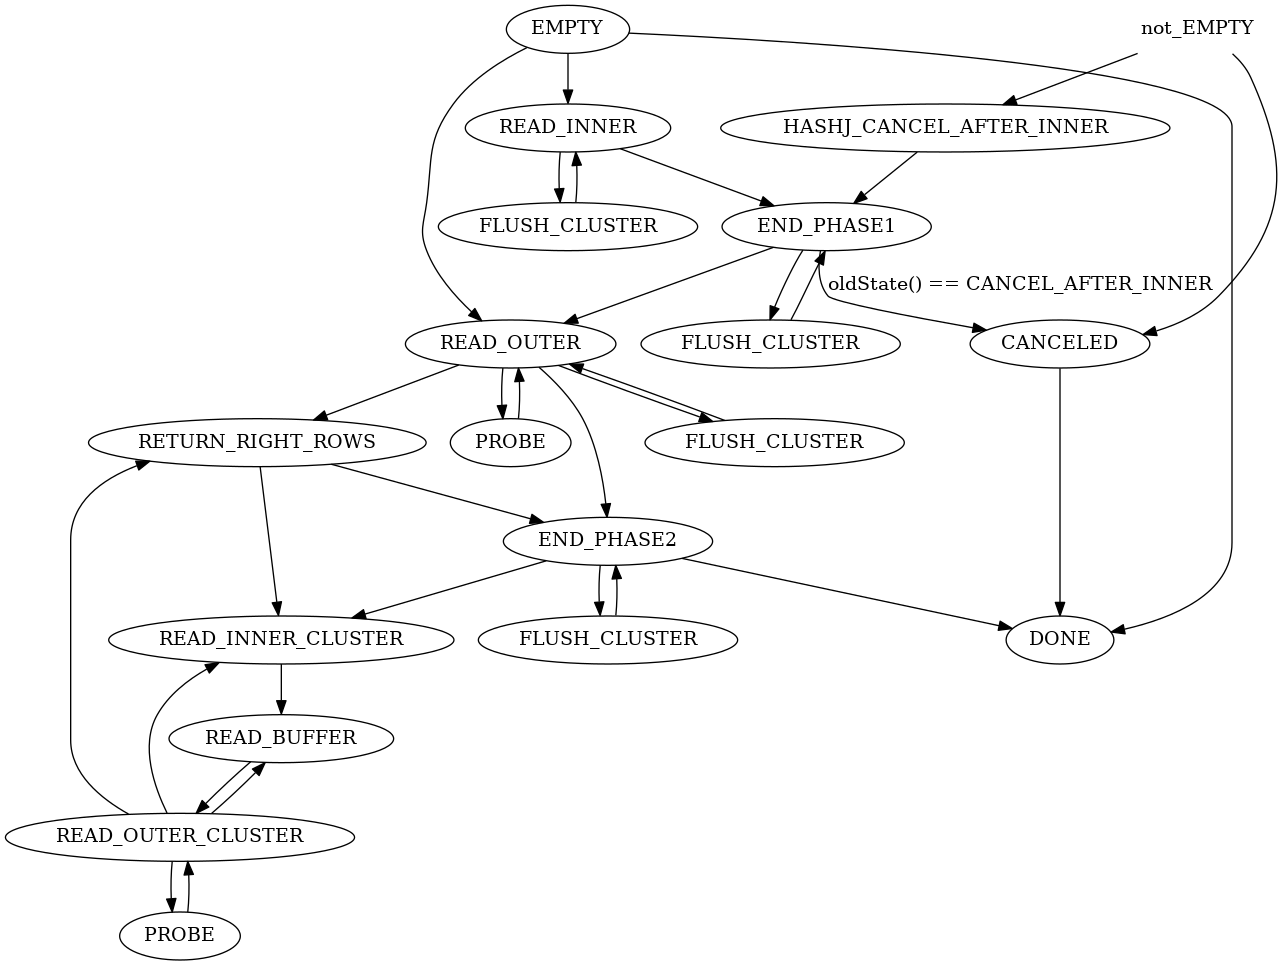 EMPTY
not_EMPTY
READ_INNER
HASHJ_CANCEL_AFTER_INNER
FLUSH_CLUSTER
END_PHASE1
oldState() == CANCEL_AFTER_INNER
READ_OUTER
FLUSH_CLUSTER
CANCELED
RETURN_RIGHT_ROWS
PROBE
FLUSH_CLUSTER
END_PHASE2
READ_INNER_CLUSTER
FLUSH_CLUSTER
DONE
READ_BUFFER
READ_OUTER_CLUSTER
PROBE